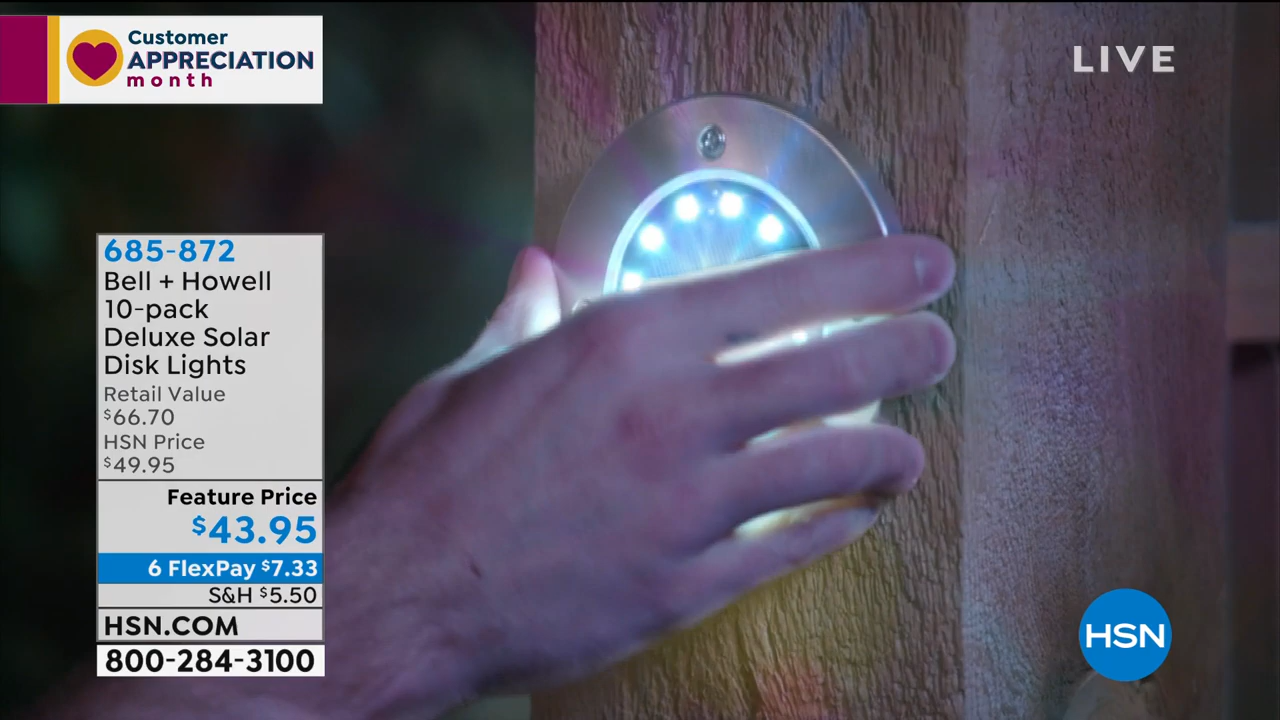 Customer
APPRECIATION
month
LIVE
685-872
Bell + Howell
10-pack
Deluxe Solar
Disk Lights
Retail Value
$66.70
HSN Price
$49.95
Feature Price
$43.95
6 FlexPay $7.33
S&H $5.50
HSN.COM
800-284-3100
HSN